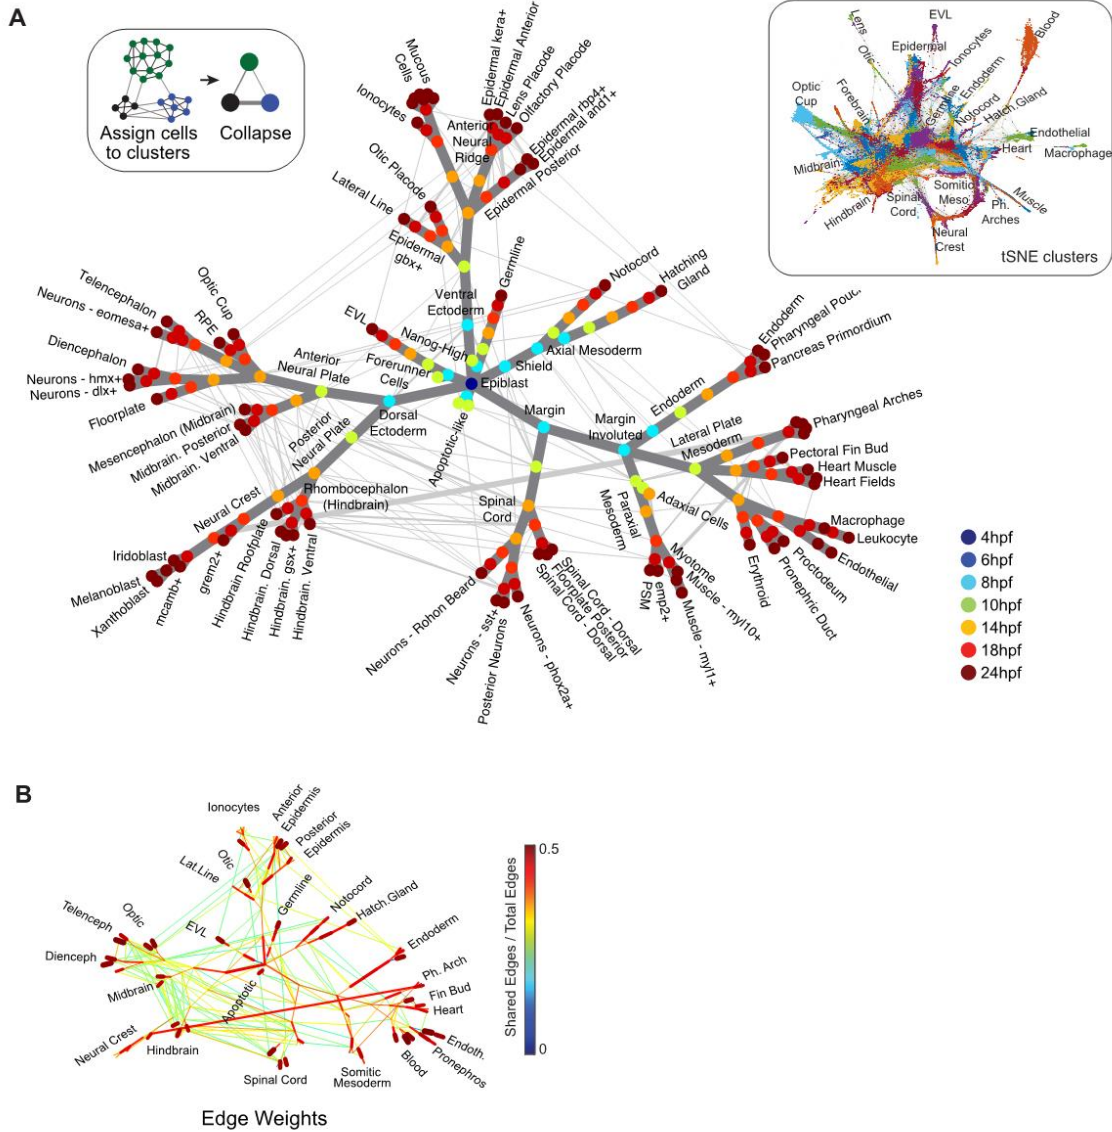 A
Assign cells
to clusters
Collapse
Mucous
Cells
Ionocytes
Epidermal kera+
Epidermal Anterior
Lens Placode
Olfactory Placode
Epidermal rbp4+
Epidermal and1+
Epidermal Posterior
Anterior
Neural
Ridge
Otic Placode
Lateral Line
Epidermal
gbx+
Germline
Ventral
Ectoderm
Notocord
Hatching
Gland
EVL
Nanog-High
Forerunner
Cells
Shield
Axial Mesoderm
Epiblast
Apoptotic-like
Optic Cup
RPE
Telencephalon
Neurons - eomesa+
Diencephalon
Neurons - hmx+
Neurons - dlx+
Floorplate
Anterior
Neural Plate
Mesencephalon (Midbrain)
Midbrain. Posterior
Midbrain. Ventral
Dorsal
Ectoderm
Posterior
Neural Plate
Rhombocephalon
(Hindbrain)
Neural Crest
Iridoblast
Melanoblast
Xanthoblast
mcamb+
grem2+
Hindbrain Roofplate
Hindbrain. Dorsal
Hindbrain. gsx+
Hindbrain. Ventral
Margin
Margin
Involuted
Endoderm
Endoderm
Pharyngeal Pouc
Pancreas Primordium
Lateral Plate
Mesoderm
Pharyngeal Arches
Pectoral Fin Bud
Heart Muscle
Heart Fields
Macrophage
Leukocyte
Endothelial
Proctodeum
Pronephric Duct
Erythroid
Adaxial Cells
Paraxial
Mesoderm
Myotome
Muscle - myl10+
Muscle - myl1+
emp2+
PSM
Spinal
Cord
Spinal Cord - Dorsal
Floorplate Posterior
Spinal Cord - Dorsal
Neurons - Rohon Beard
Neurons - sst+
Posterior Neurons
Neurons - phox2a+
Lens
Otic
EVL
Epidermal
Ionocytes
Blood
Endoderm
Germline
Notocord
Hatch.Gland
Optic
Cup
Forebrain
Midbrain
Hindbrain
Spinal
Cord
Somitic
Meso
Neural
Crest
Ph.
Arches
Muscle
Heart
Endothelial
Macrophage
tSNE clusters
4hpf
6hpf
8hpf
10hpf
14hpf
18hpf
24hpf
B
Ionocytes
Anterior
Epidermis
Posterior
Epidermis
Otic
Lat.Line
Germline
Notocord
Hatch.Gland
Telenceph
Optic
EVL
Endoderm
Dienceph
Midbrain
Apoptotic
Ph. Arch
Fin Bud
Heart
Neural Crest
Hindbrain
Spinal Cord
Somitic
Mesoderm
Blood
Endoth.
Pronephros
Edge Weights
0.5
Shared Edges / Total Edges
0